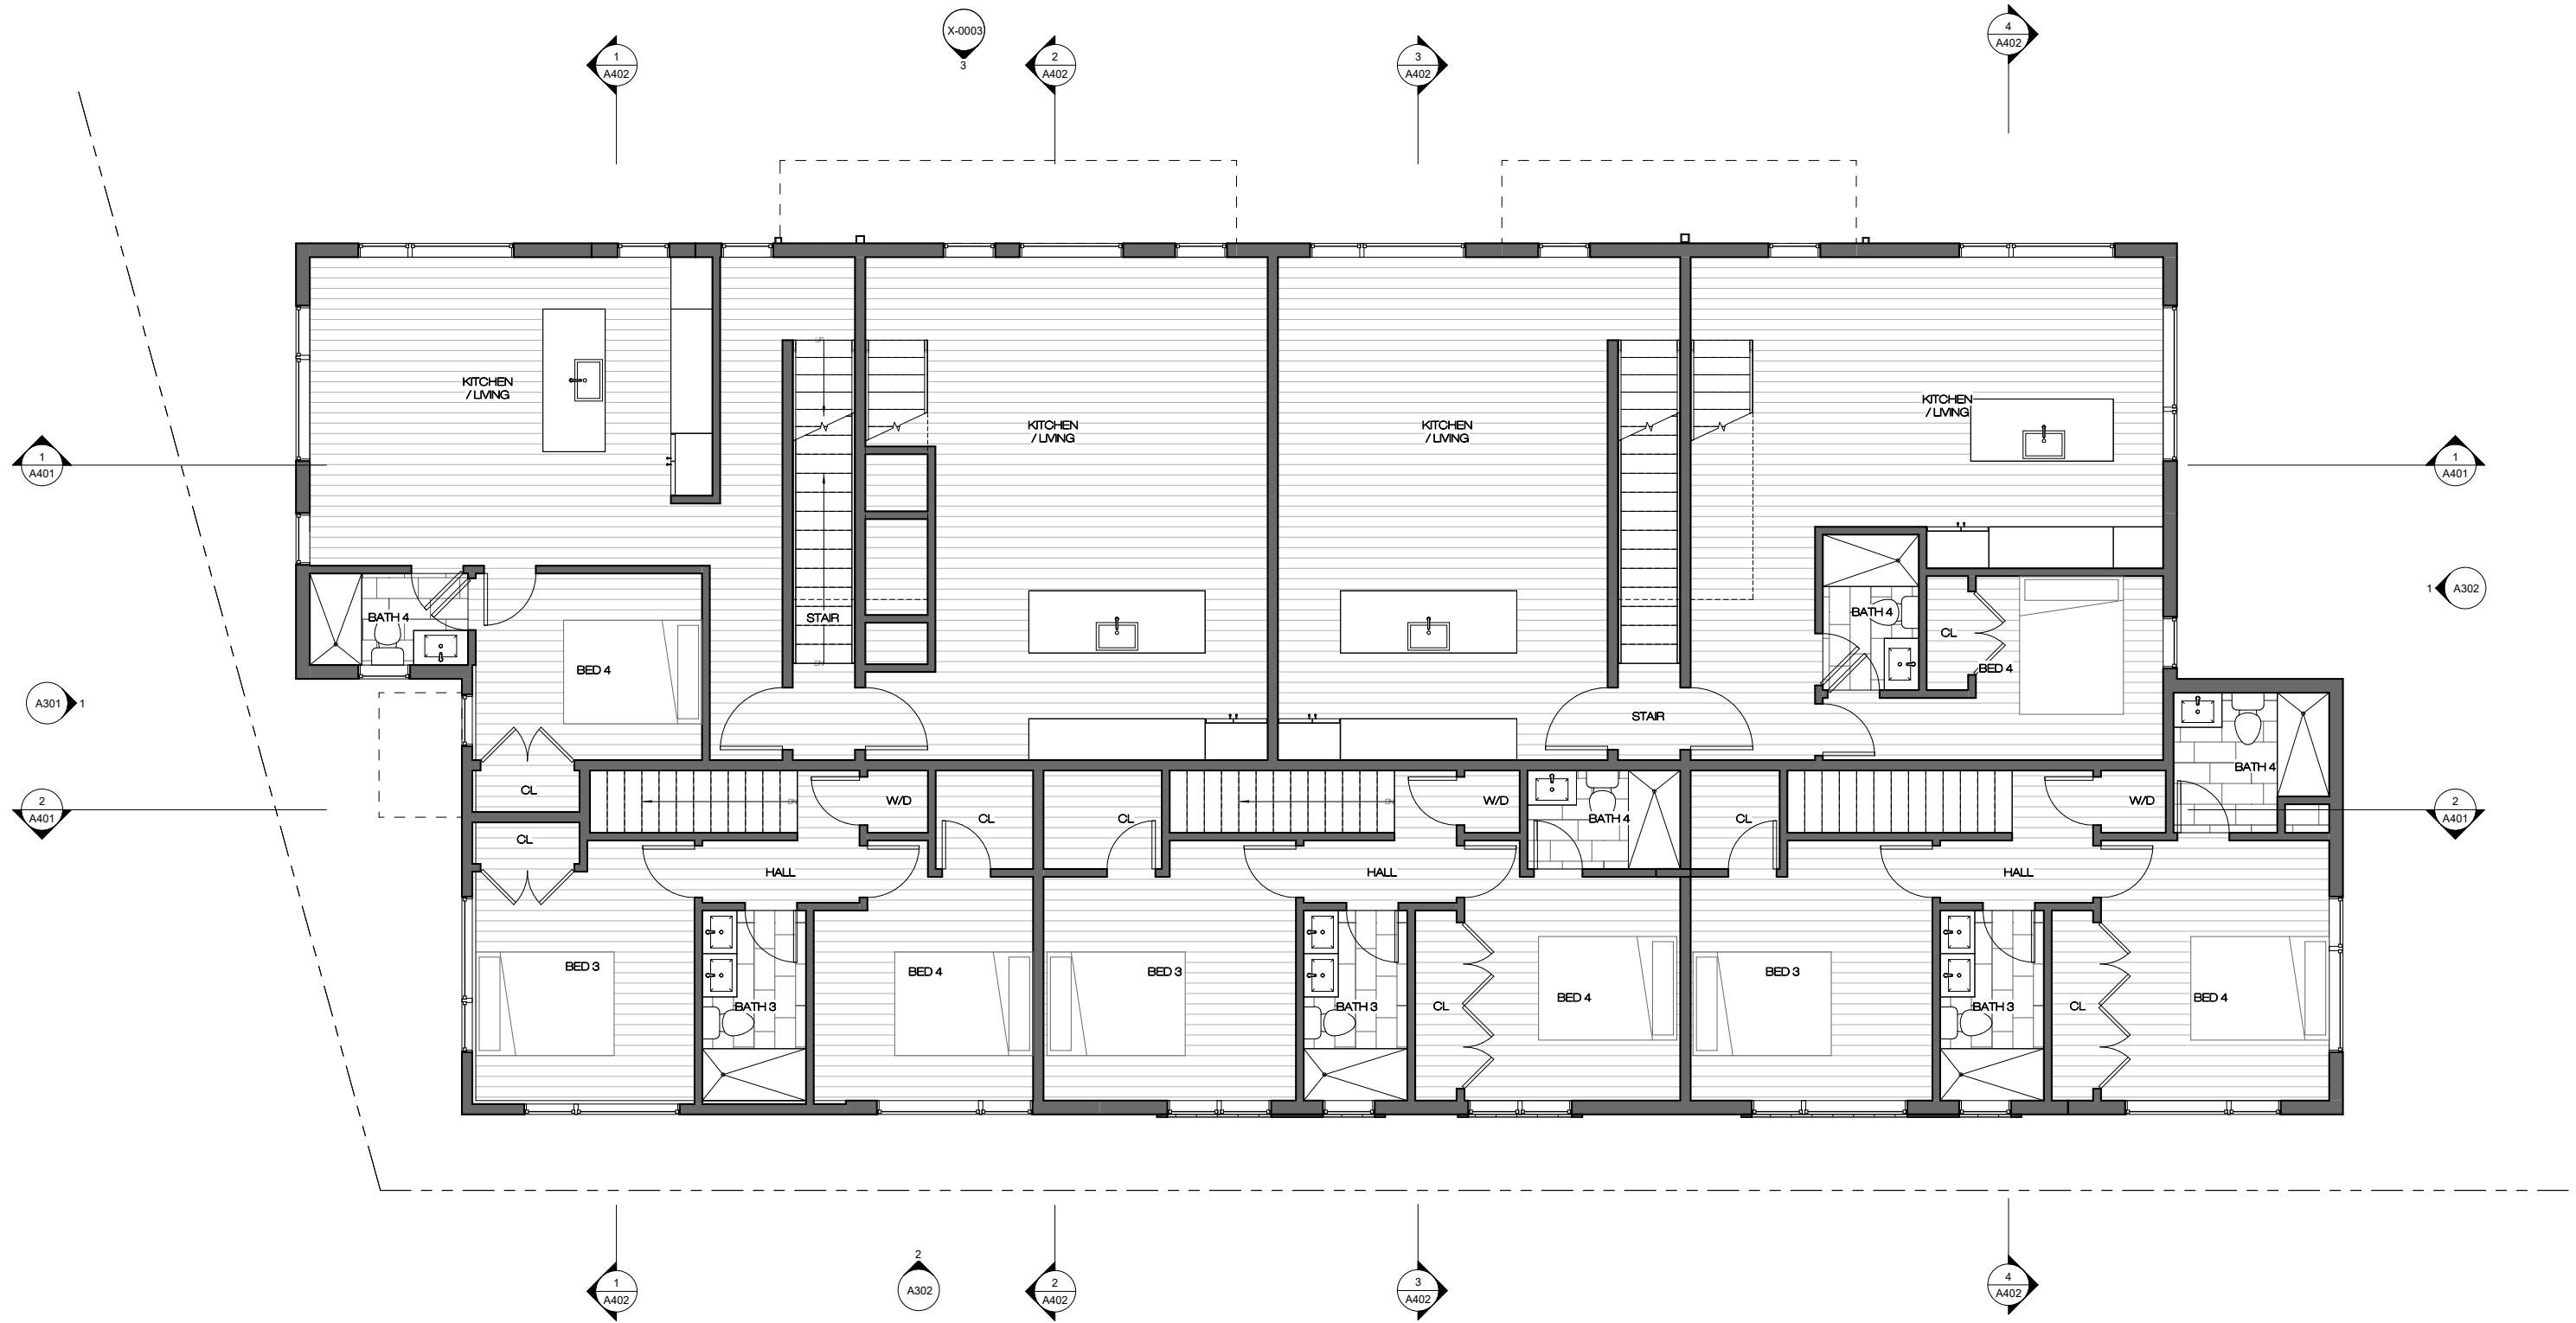 X-0003
3
1
A402
2
A402
3
A402
4
A402
UP
KITCHEN
/ LIVING
KITCHEN
/ LIVING
KITCHEN
/ LIVING
KITCHEN
/ LIVING
1
A401
1
A401
1
A302
BATH 4
STAIR
BATH 4
CL
BED 4
BED 4
DN
A301
1
STAIR
BATH 4
CL
W/D
CL
CL
W/D
BATH 4
CL
W/D
DN
DN
2
A401
2
A401
CL
HALL
HALL
HALL
BED 3
BED 4
BED 3
BED 4
BED 3
BED 4
BATH 3
BATH 3
CL
BATH 3
CL
2
A302
1
A402
2
A402
3
A402
4
A402